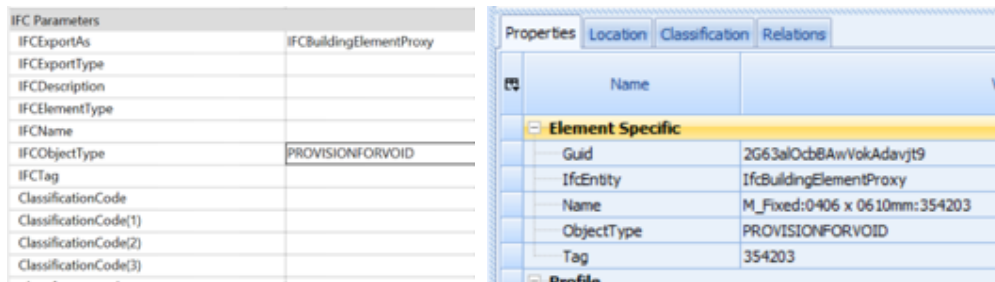 IFC Parameters
IFCExportAs IFCBuildingElementProxy
IFCExportType
IFCDescription
IFCElementType
IFCName
IFCObjectType PROVISIONFORVOID
IFCTag
ClassificationCode
ClassificationCode(1)
ClassificationCode(2)
ClassificationCode(3)
Properties Location Classification Relations
Name
Element Specific
Guid 2G63alOcbBAwVokAdavjt9
IfcEntity IfcBuildingElementProxy
Name M_Fixed:0406 x 0610mm:354203
ObjectType PROVISIONFORVOID
Tag 354203
Profile